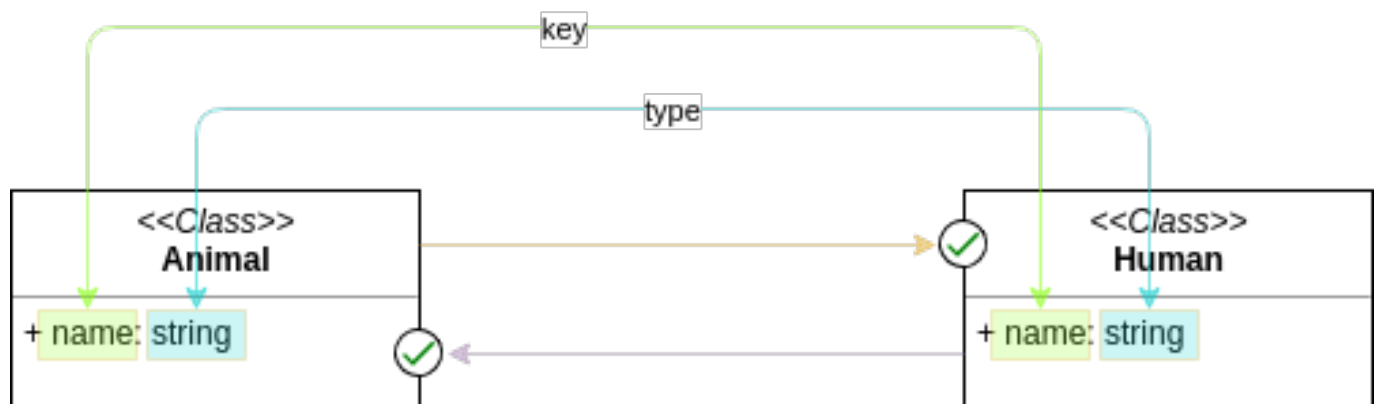 key
type
<<Class>>
Animal
+ name: string
<<Class>>
Human
+ name: string